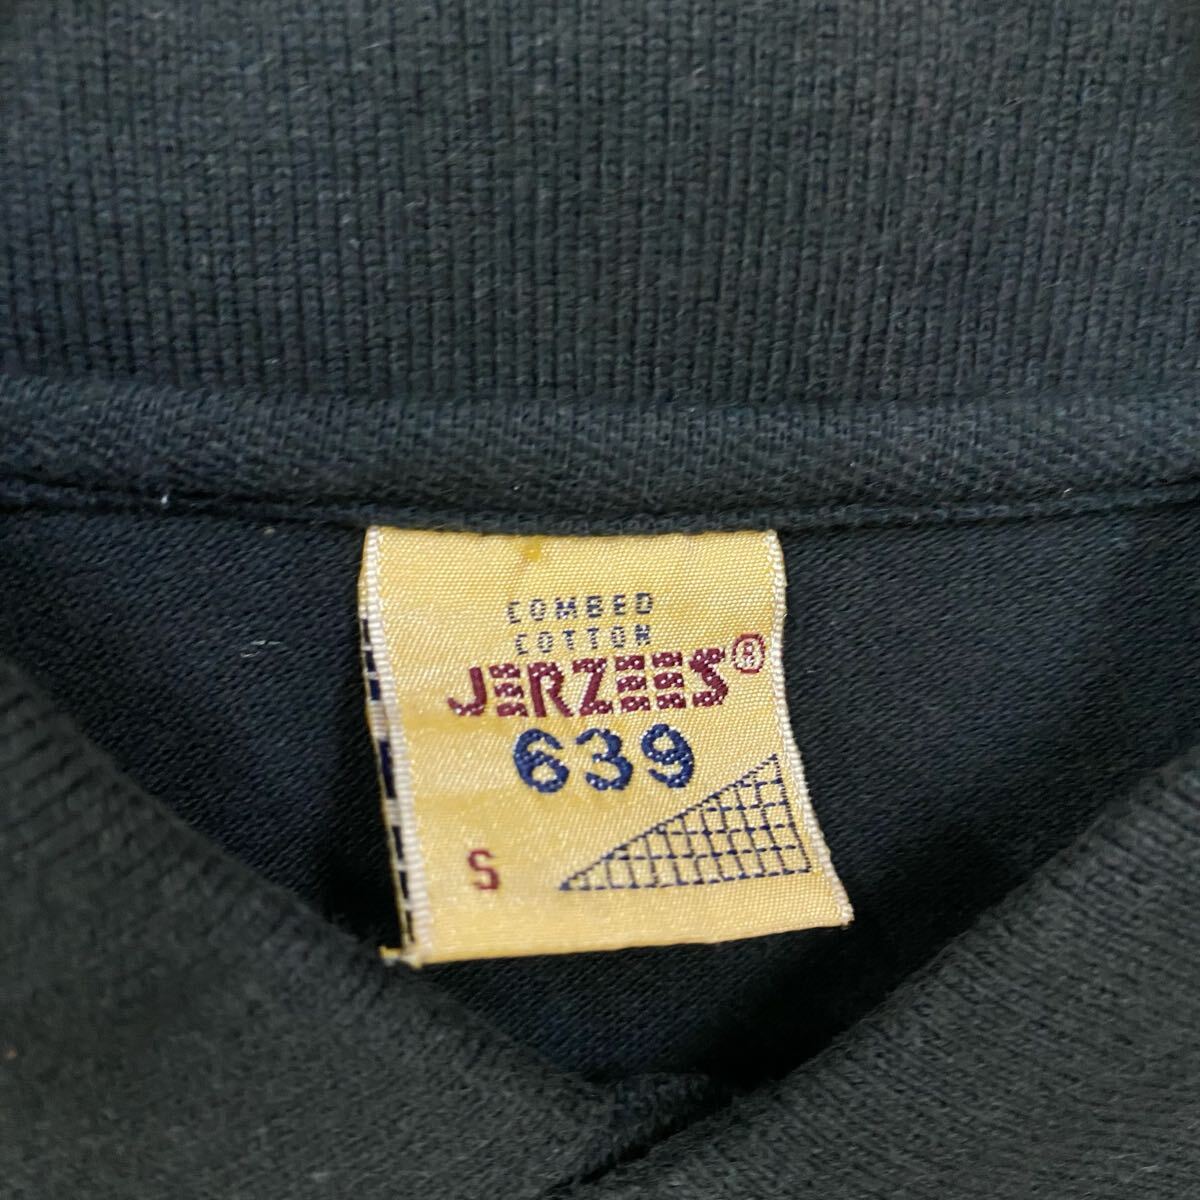 COMBED
COTTON
JERZEES®
639
S